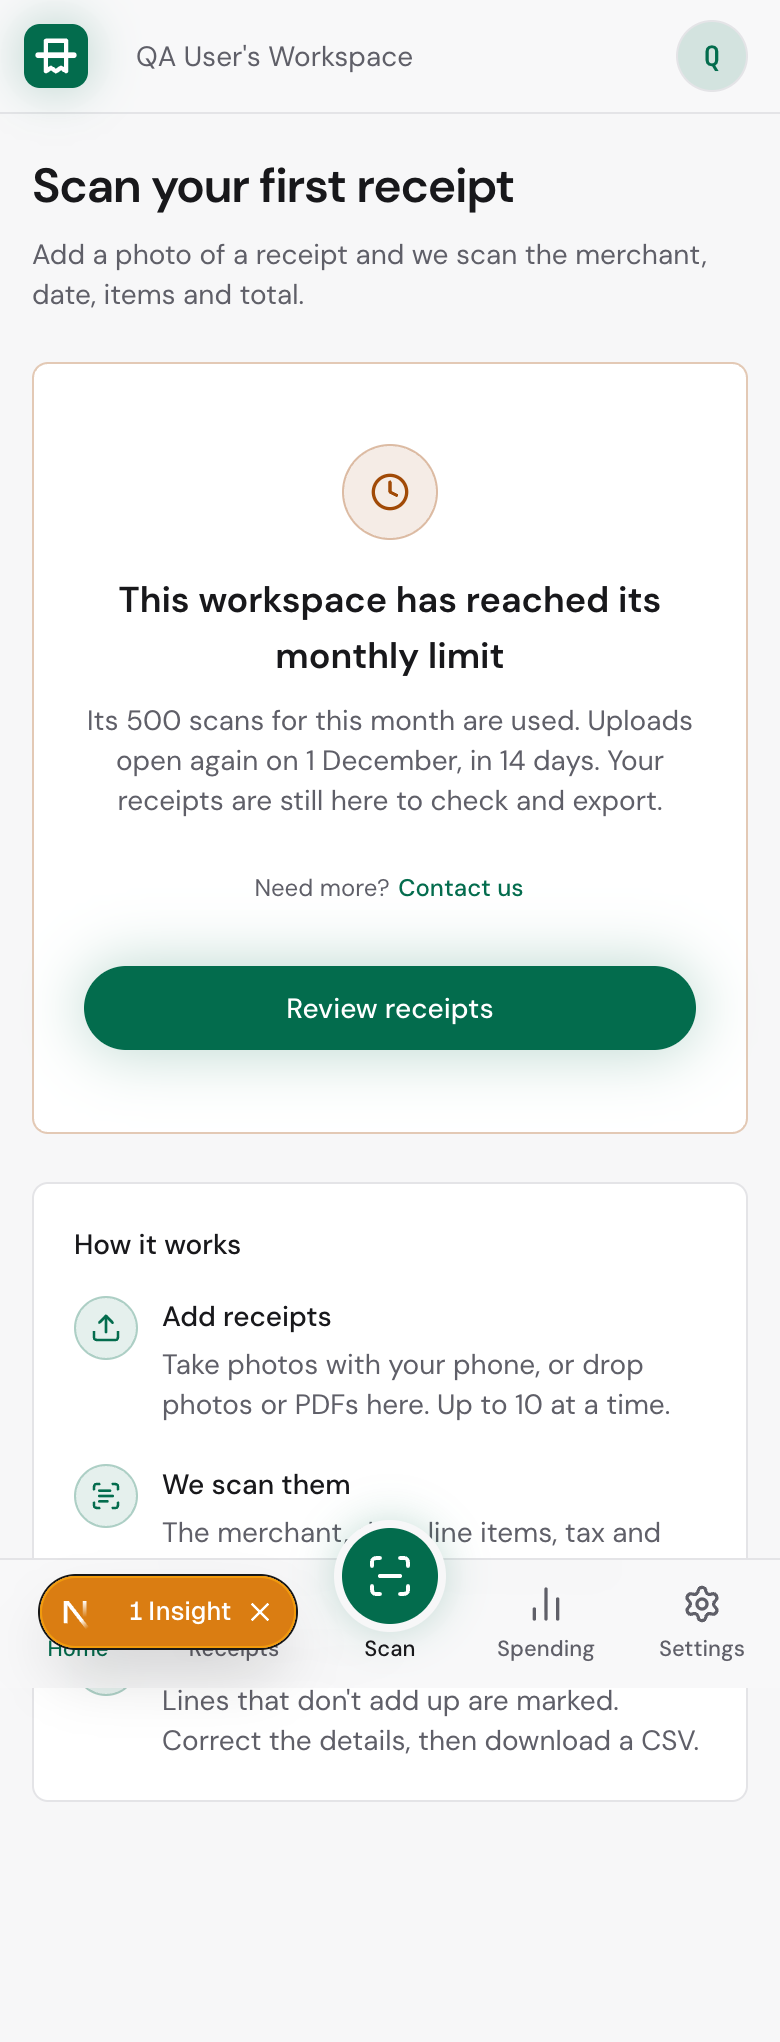 QA User's Workspace
Q
Scan your first receipt
Add a photo of a receipt and we scan the merchant,
date, items and total.
This workspace has reached its
monthly limit
Its 500 scans for this month are used. Uploads
open again on 1 December, in 14 days. Your
receipts are still here to check and export.
Need more? Contact us
Review receipts
How it works
Add receipts
Take photos with your phone, or drop
photos or PDFs here. Up to 10 at a time.
We scan them
The merchant, line items, tax and
N 1 Insight
Home Receipts Scan Spending Settings
Lines that don't add up are marked.
Correct the details, then download a CSV.